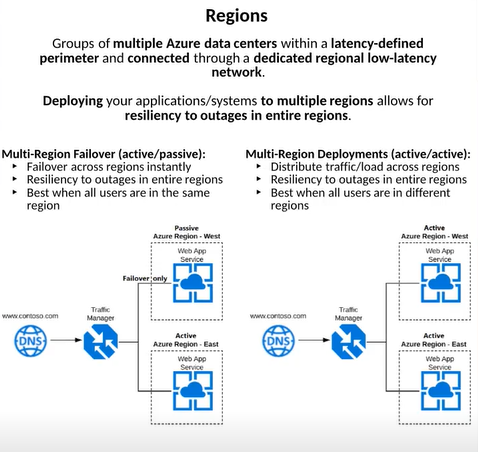 Regions
Groups of multiple Azure data centers within a latency-defined
perimeter and connected through a dedicated regional low-latency
network.
Deploying your applications/systems to multiple regions allows for
resiliency to outages in entire regions.
Multi-Region Failover (active/passive):
‣ Failover across regions instantly
‣ Resiliency to outages in entire regions
‣ Best when all users are in the same
region
Passive
Azure Region - West
Web App
Service
Failover only
www.contoso.com
DNS
Traffic
Manager
Active
Azure Region - East
Web App
Service
Multi-Region Deployments (active/active):
‣ Distribute traffic/load across regions
‣ Resiliency to outages in entire regions
‣ Best when all users are in different
regions
Active
Azure Region - West
Web App
Service
www.contoso.com
DNS
Traffic
Manager
Active
Azure Region - East
Web App
Service